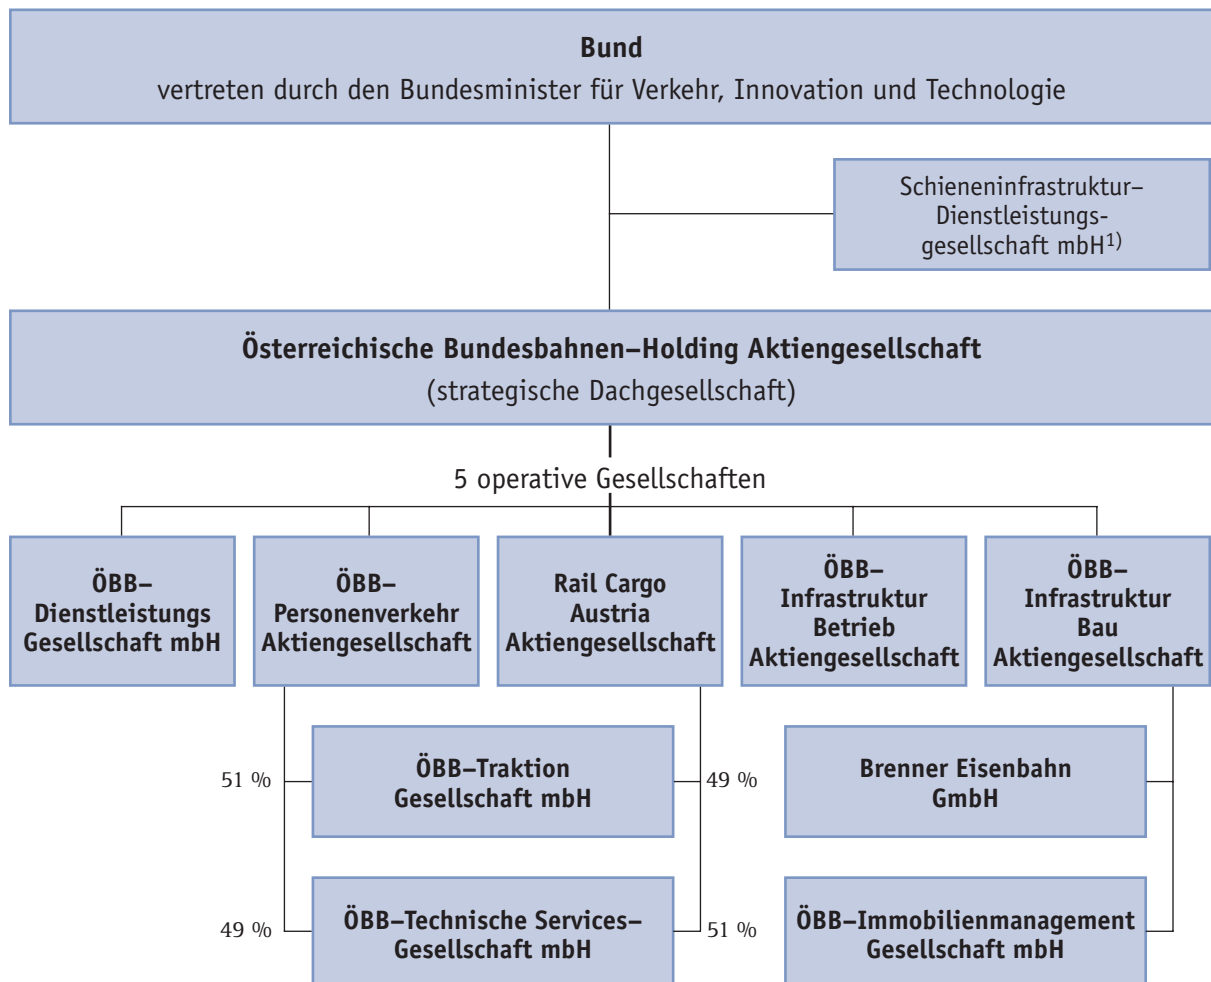 Bund
vertreten durch den Bundesminister für Verkehr, Innovation und Technologie
Schieneninfrastruktur–
Dienstleistungs-
gesellschaft mbH1)
Österreichische Bundesbahnen–Holding Aktiengesellschaft
(strategische Dachgesellschaft)
5 operative Gesellschaften
ÖBB–
Dienstleistungs
Gesellschaft mbH
ÖBB–
Personenverkehr
Aktiengesellschaft
Rail Cargo
Austria
Aktiengesellschaft
ÖBB–
Infrastruktur
Betrieb
Aktiengesellschaft
ÖBB–
Infrastruktur
Bau
Aktiengesellschaft
51 %
ÖBB–Traktion
Gesellschaft mbH
49 %
Brenner Eisenbahn
GmbH
49 %
ÖBB–Technische Services–
Gesellschaft mbH
51 %
ÖBB–Immobilienmanagement
Gesellschaft mbH